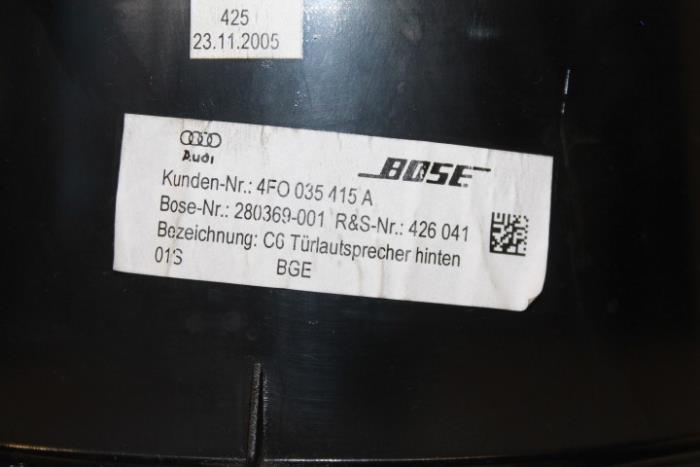 425
23.11.2005
Audi
BOSE
Kunden-Nr.: 4FO 035 415 A
Bose-Nr.: 280369-001 R&S-Nr.: 426 041
Bezeichnung: C6 Türlautsprecher hinten
01S BGE